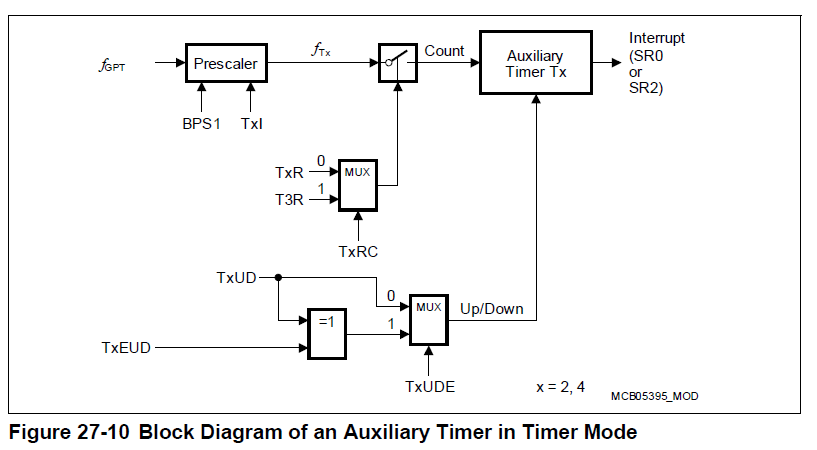 Interrupt
(SR0
or
SR2)
fGPT
Prescaler
fTx
Count
Auxiliary
Timer Tx
BPS1
TxI
TxR
0
MUX
T3R
1
TxRC
TxUD
0
MUX
Up/Down
=1
1
TxEUD
TxUDE
x = 2, 4
MCB05395_MOD
Figure 27-10 Block Diagram of an Auxiliary Timer in Timer Mode